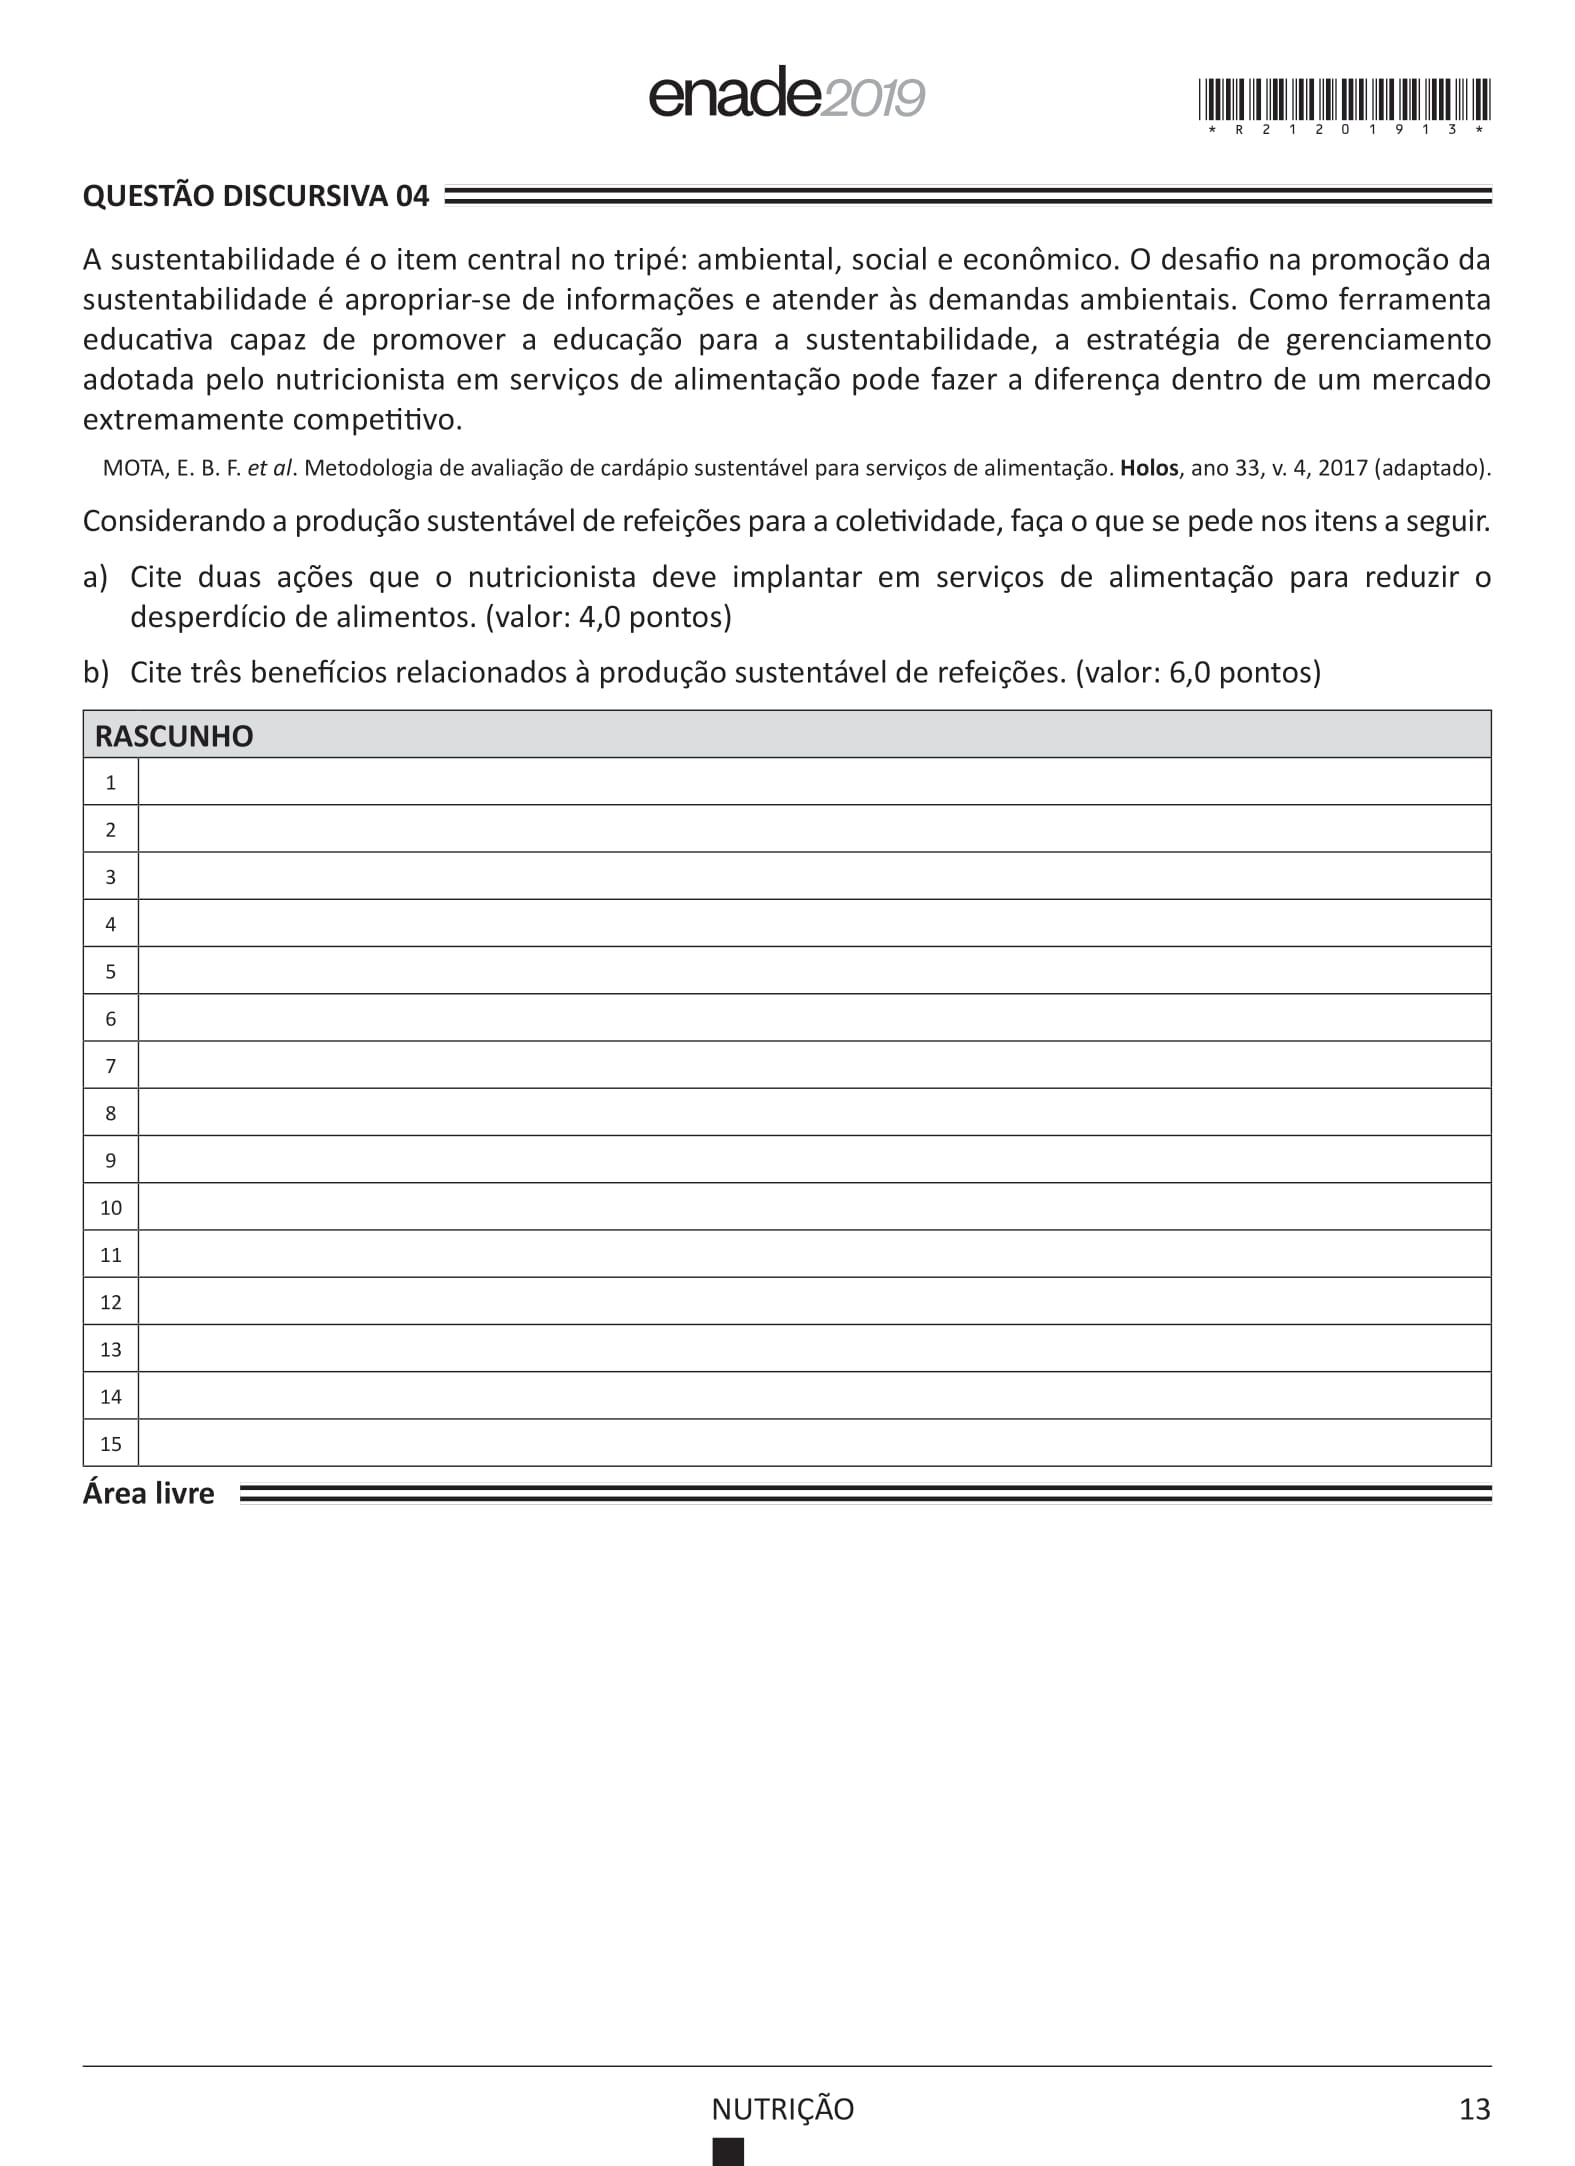 enade2019
*R21201913*
QUESTÃO DISCURSIVA 04
A sustentabilidade é o item central no tripé: ambiental, social e econômico. O desafio na promoção da
sustentabilidade é apropriar-se de informações e atender às demandas ambientais. Como ferramenta
educativa capaz de promover a educação para a sustentabilidade, a estratégia de gerenciamento
adotada pelo nutricionista em serviços de alimentação pode fazer a diferença dentro de um mercado
extremamente competitivo.
MOTA, E. B. F. et al. Metodologia de avaliação de cardápio sustentável para serviços de alimentação. Holos, ano 33, v. 4, 2017 (adaptado).
Considerando a produção sustentável de refeições para a coletividade, faça o que se pede nos itens a seguir.
a) Cite duas ações que o nutricionista deve implantar em serviços de alimentação para reduzir o
desperdício de alimentos. (valor: 4,0 pontos)
b) Cite três benefícios relacionados à produção sustentável de refeições. (valor: 6,0 pontos)
RASCUNHO
1
2
3
4
5
6
7
8
9
10
11
12
13
14
15
Área livre
NUTRIÇÃO
13